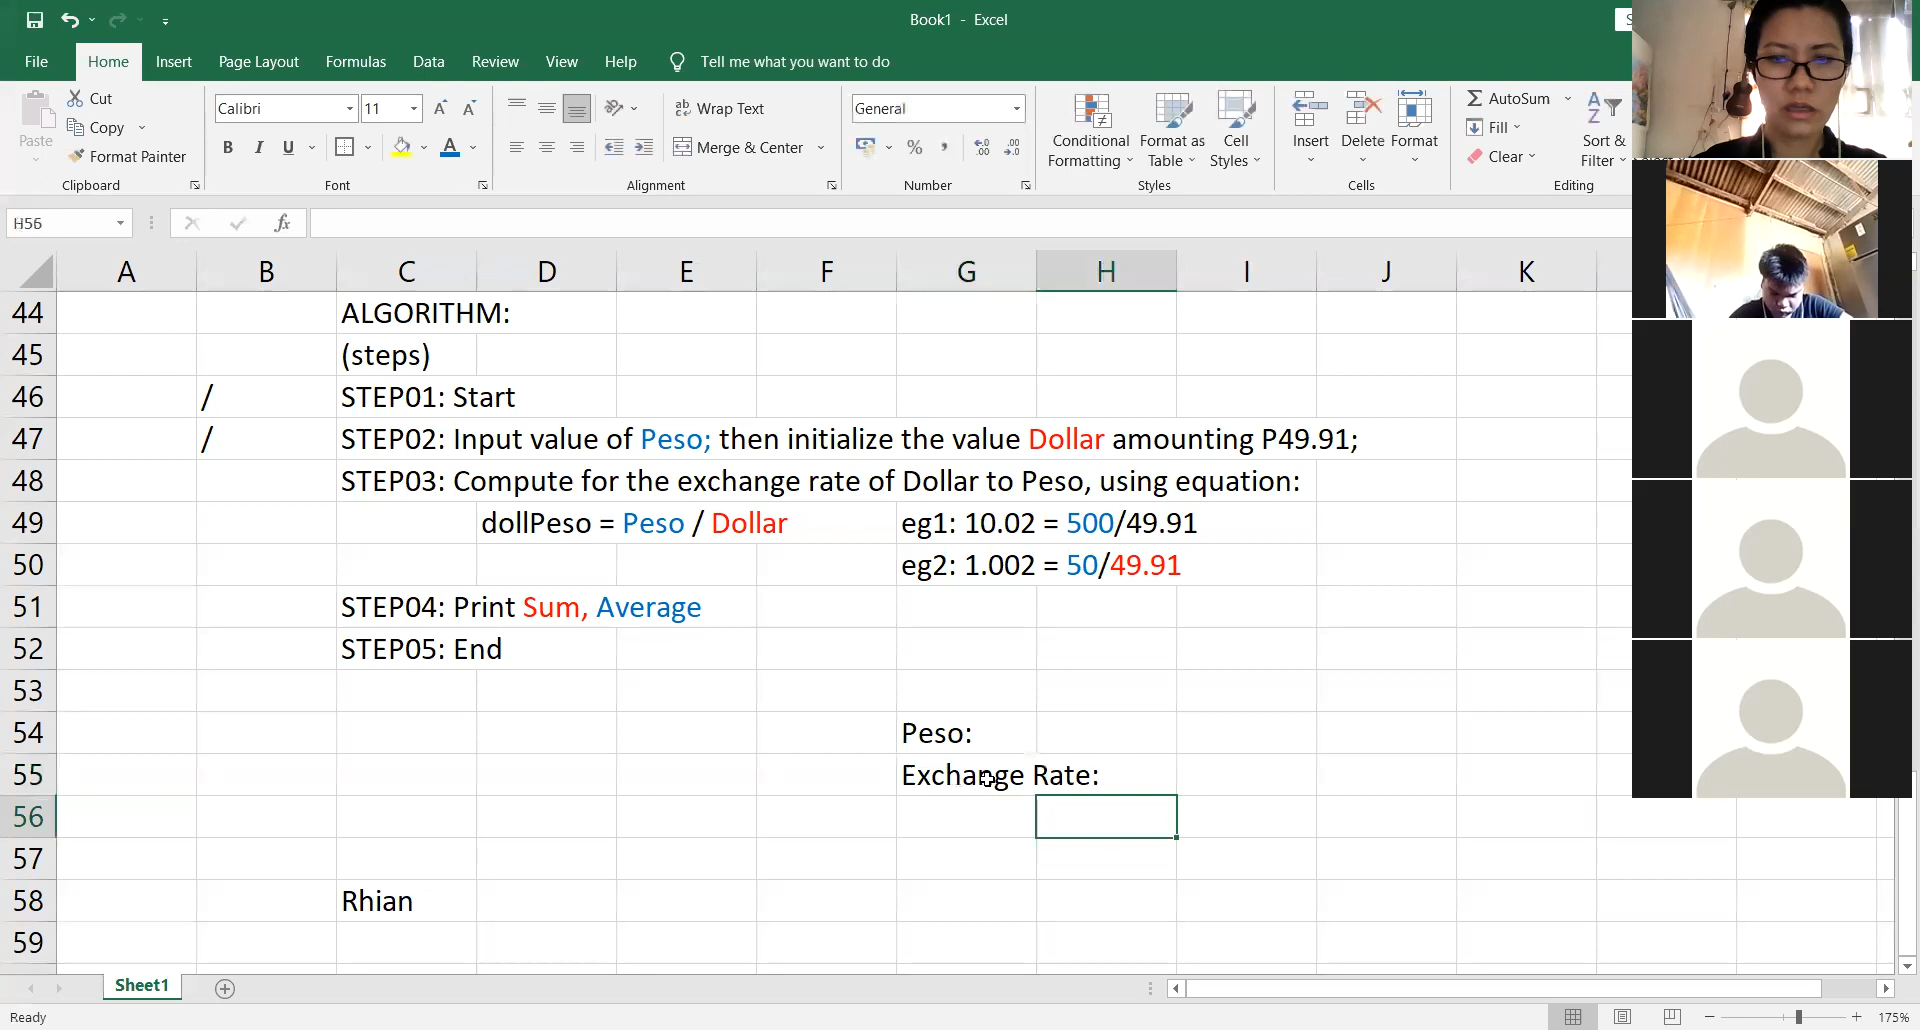 Book1 - Excel
File Home Insert Page Layout Formulas Data Review View Help Tell me what you want to do
Paste
Cut
Copy
Format Painter
Clipboard
Calibri 11
B I U A
Font
Wrap Text
Merge & Center
Alignment
General
%
Number
Conditional Formatting
Format as Table
Cell Styles
Styles
Insert Delete Format
Cells
AutoSum
Fill
Clear
Sort & Filter
Editing
H56
fx
A B C D E F G H I J K
44 ALGORITHM:
45 (steps)
46 / STEP01: Start
47 / STEP02: Input value of Peso; then initialize the value Dollar amounting P49.91;
48 STEP03: Compute for the exchange rate of Dollar to Peso, using equation:
49 dollPeso = Peso / Dollar eg1: 10.02 = 500/49.91
50 eg2: 1.002 = 50/49.91
51 STEP04: Print Sum, Average
52 STEP05: End
53
54 Peso:
55 Exchange Rate:
56
57
58 Rhian
59
Sheet1
Ready
175%